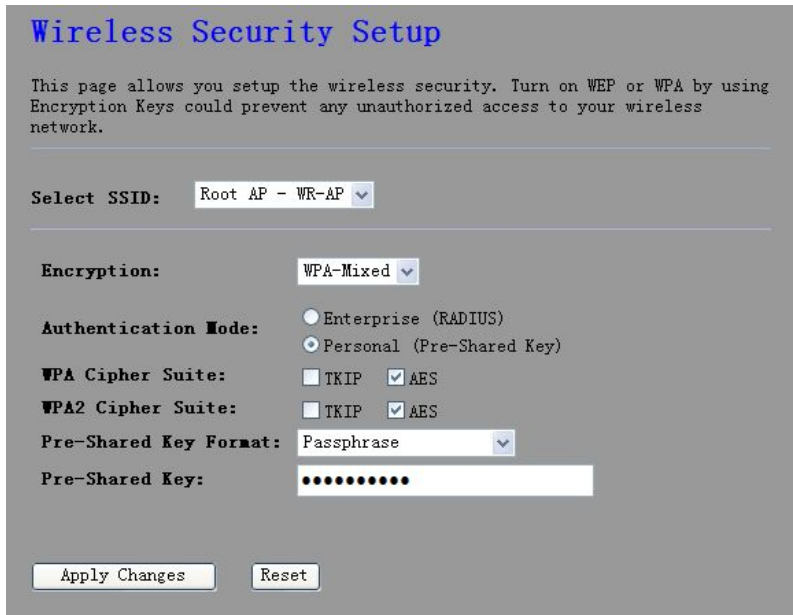 Wireless Security Setup
This page allows you setup the wireless security. Turn on WEP or WPA by using
Encryption Keys could prevent any unauthorized access to your wireless
network.
Select SSID: Root AP - WR-AP
Encryption: WPA-Mixed
Authentication Mode: Enterprise (RADIUS)
Personal (Pre-Shared Key)
WPA Cipher Suite: TKIP AES
WPA2 Cipher Suite: TKIP AES
Pre-Shared Key Format: Passphrase
Pre-Shared Key: ●●●●●●●●●●
Apply Changes Reset